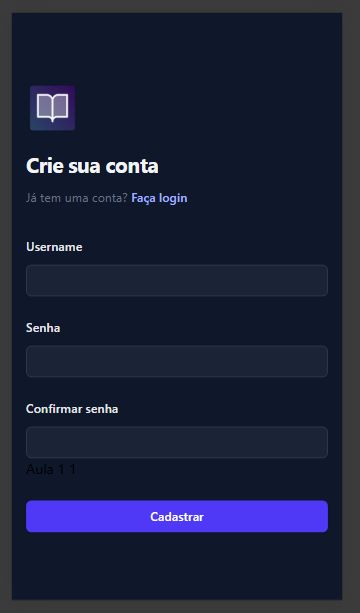 Crie sua conta
Já tem uma conta? Faça login
Username
Senha
Confirmar senha
Aula 1 1
Cadastrar